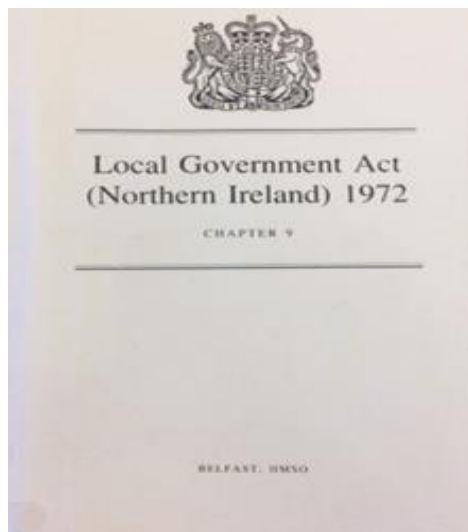 Local Government Act
(Northern Ireland) 1972
CHAPTER 9
BELFAST, HMSO